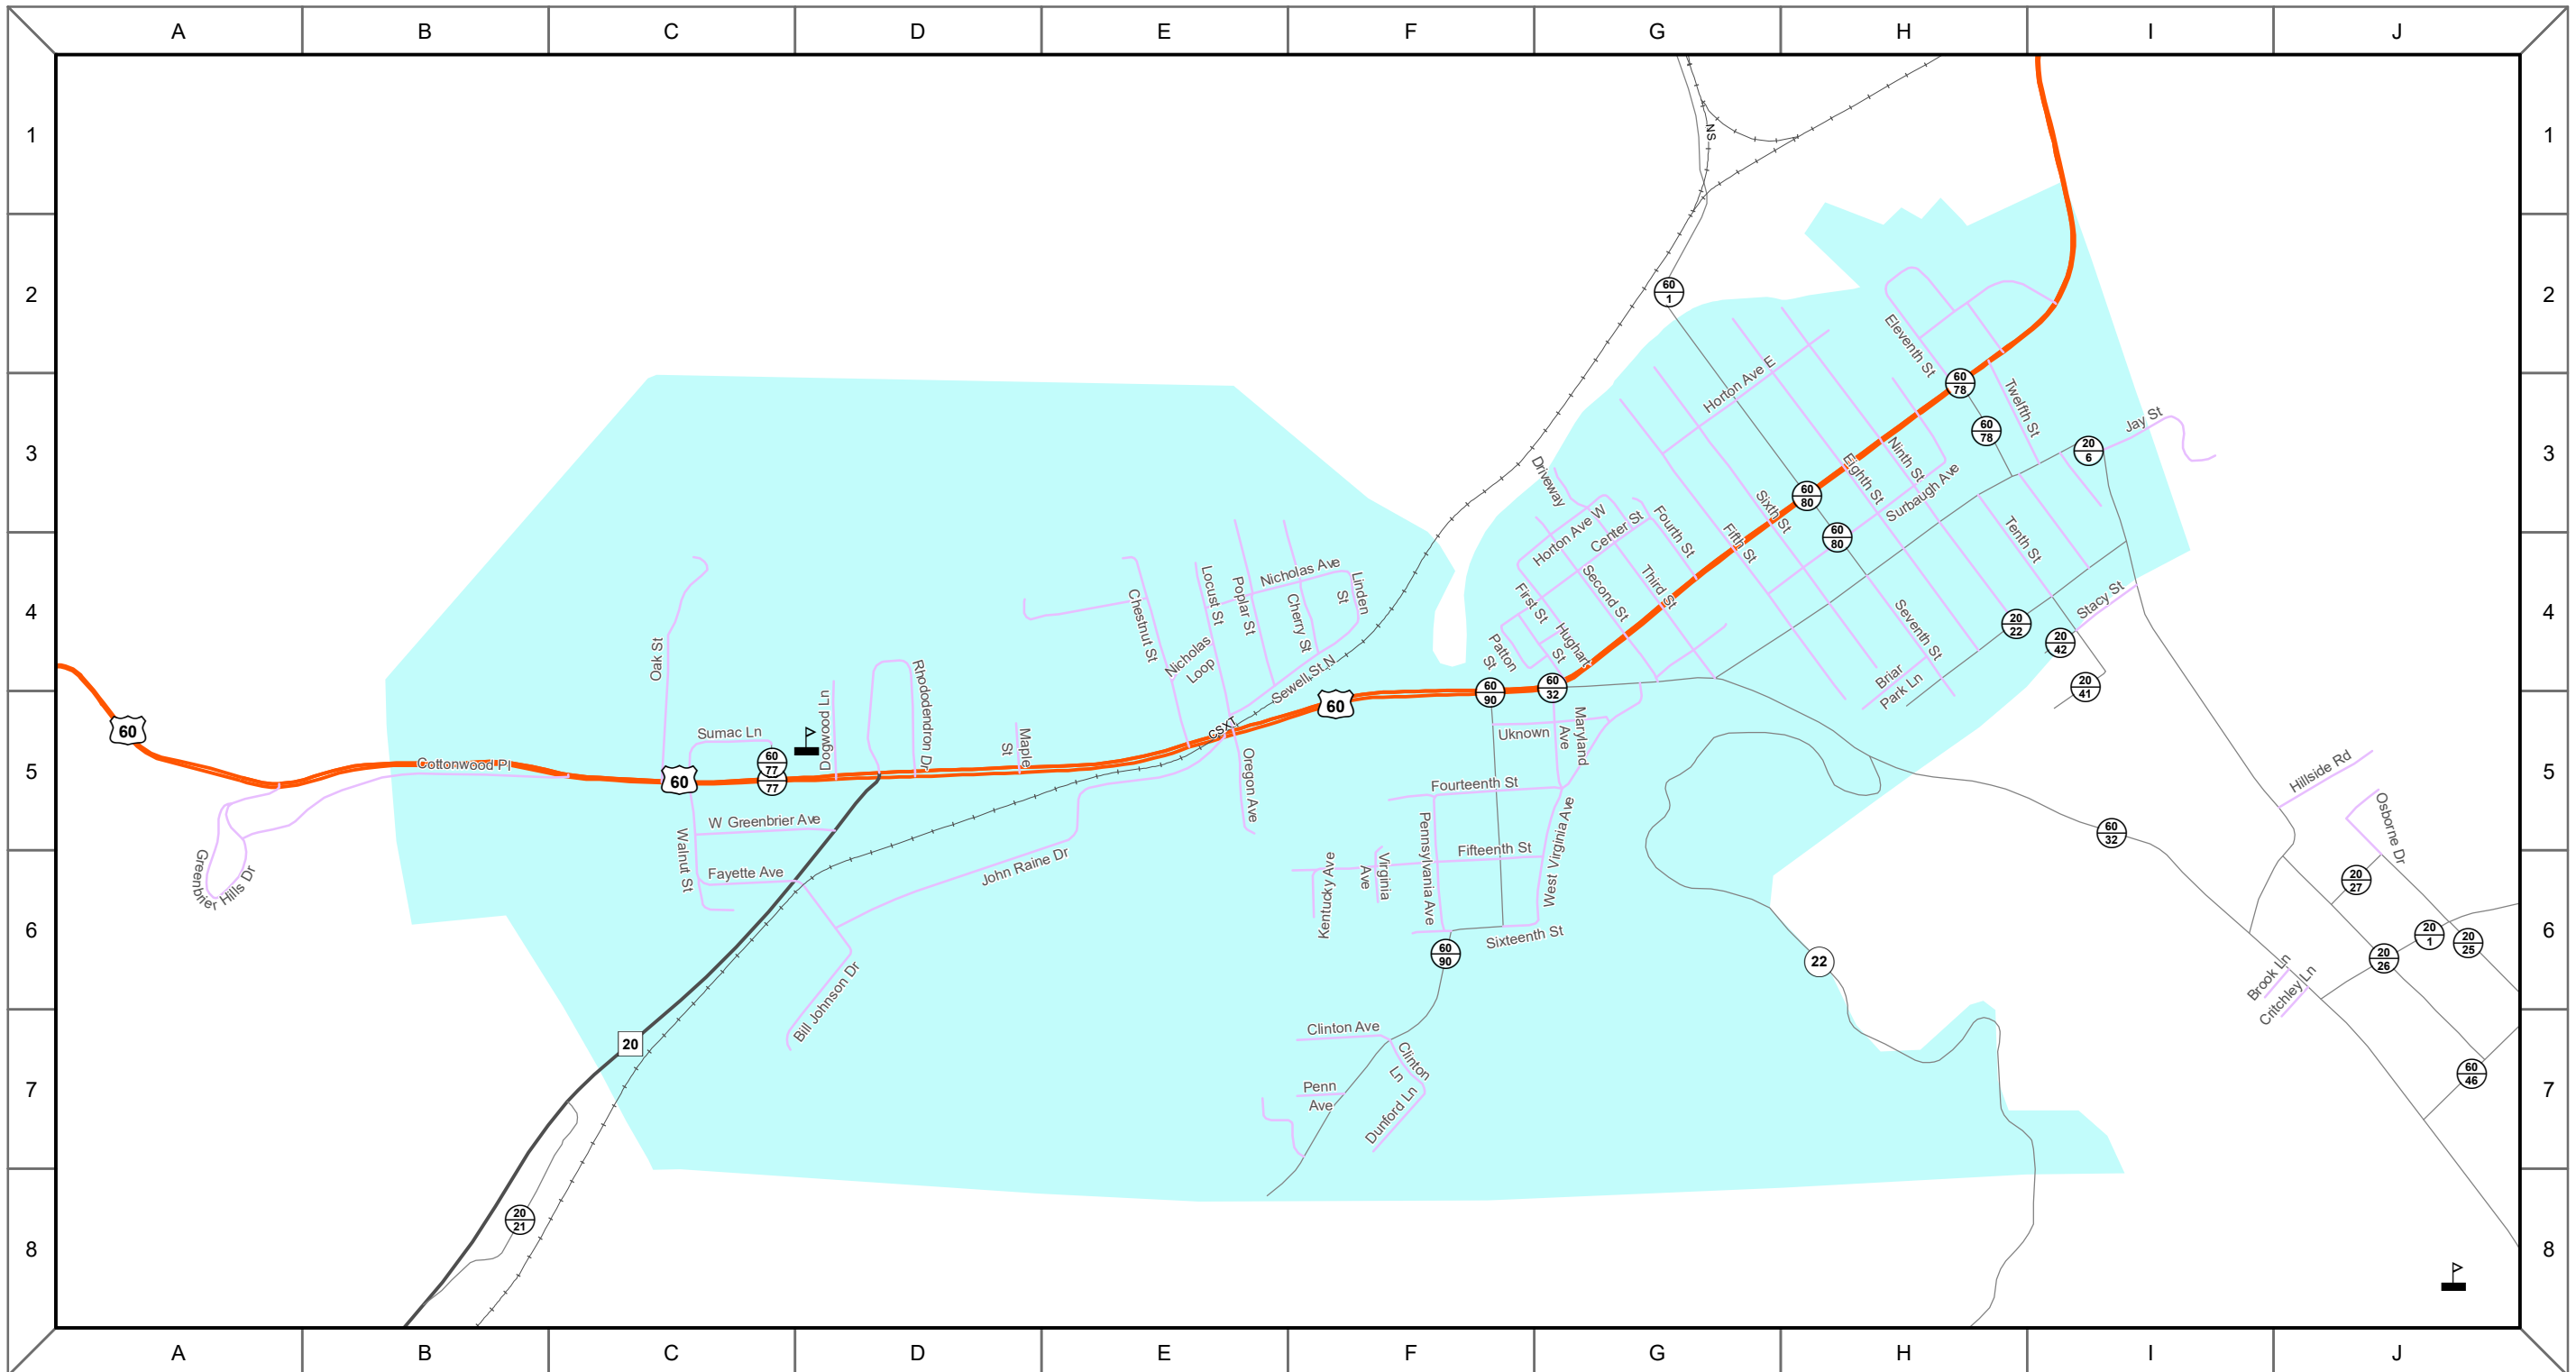 A B C D E F G H I J
1 1
NS
2 2
60
1
Eleventh St
Horton Ave E
60
78
Twelfth St
60
78
Jay St
20
6
3 3
Driveway
Ninth St
Eighth St
Surbaugh Ave
60
80
Sixth St
60
80
Horton Ave W
Center St
Fourth St
Fifth St
Tenth St
4 4
Nicholas Ave
Linden
St
Locust St
Poplar St
Cherry St
Chestnut St
Nicholas
Loop
Sewell St N
First St
Second St
Third St
Hughart
St
Patton
St
Seventh St
Briar
Park Ln
20
22
20
42
Stacy St
20
41
Oak St
Rhododendron Dr
Dogwood Ln
Maple
St
60
Sumac Ln
60
77
77
60
Cottonwood Pl
CSXT
60
60
90
60
32
Uknown
Maryland
Ave
Oregon Ave
5 5
Hillside Rd
Osborne Dr
Fourteenth St
W Greenbrier Ave
Walnut St
Fayette Ave
John Raine Dr
Pennsylvania Ave
Fifteenth St
West Virginia Ave
Virginia
Ave
Kentucky Ave
Sixteenth St
60
32
Greenbrier Hills Dr
20
27
6 6
20
1
20
25
20
26
60
90
22
Brook Ln
Critchley Ln
Bill Johnson Dr
20
Clinton Ave
Clinton
Ln
Penn
Ave
Dunford Ln
60
46
7 7
20
21
8 8
A B C D E F G H I J